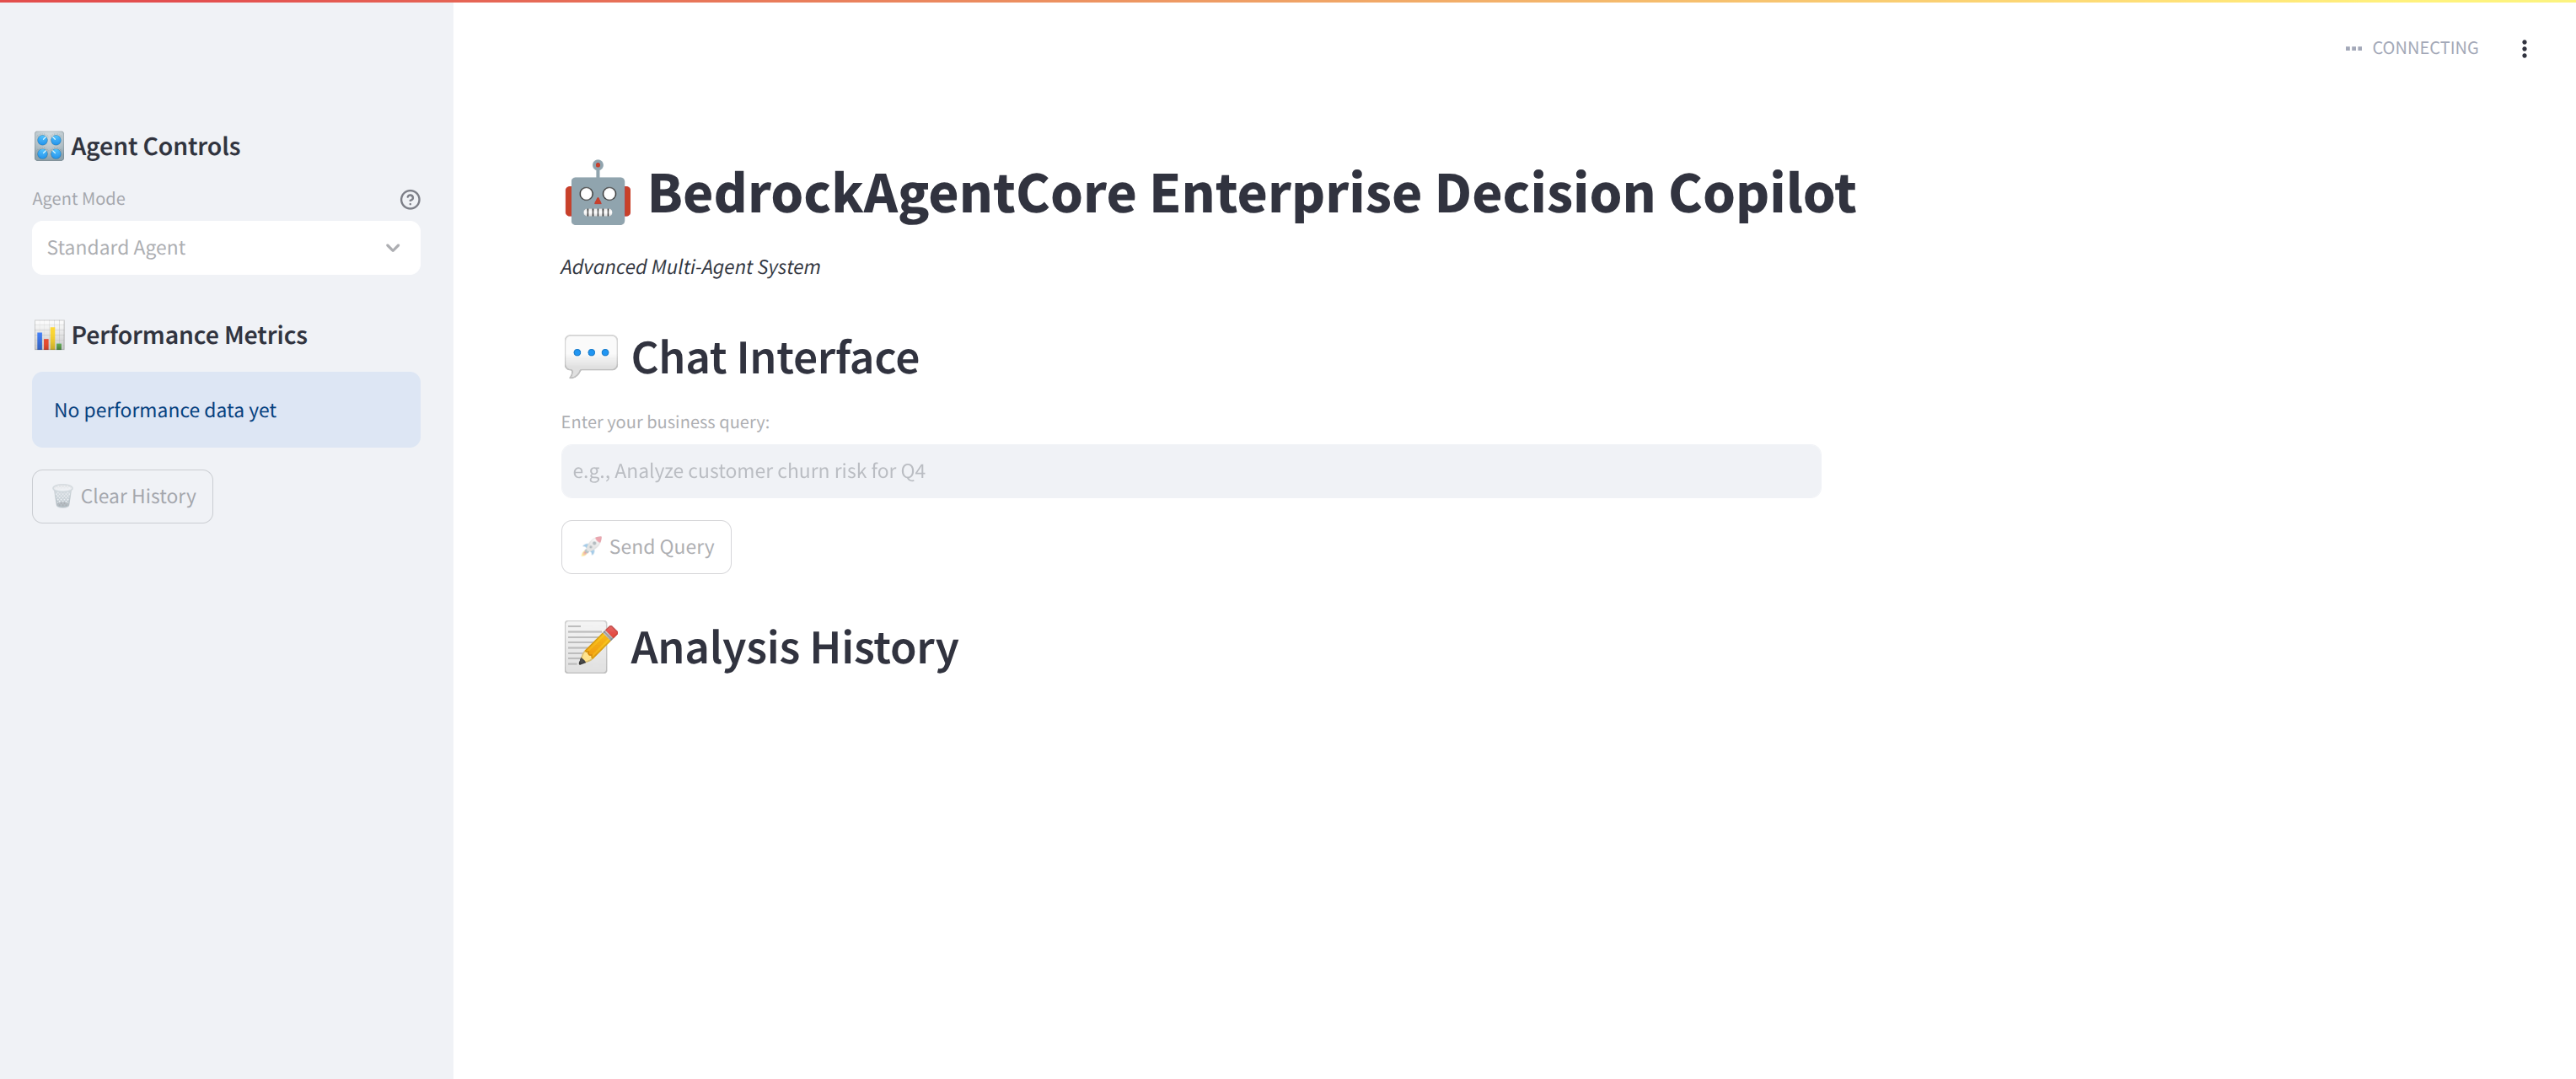 CONNECTING
Agent Controls
Agent Mode
Standard Agent
Performance Metrics
No performance data yet
Clear History
BedrockAgentCore Enterprise Decision Copilot
Advanced Multi-Agent System
Chat Interface
Enter your business query:
e.g., Analyze customer churn risk for Q4
Send Query
Analysis History